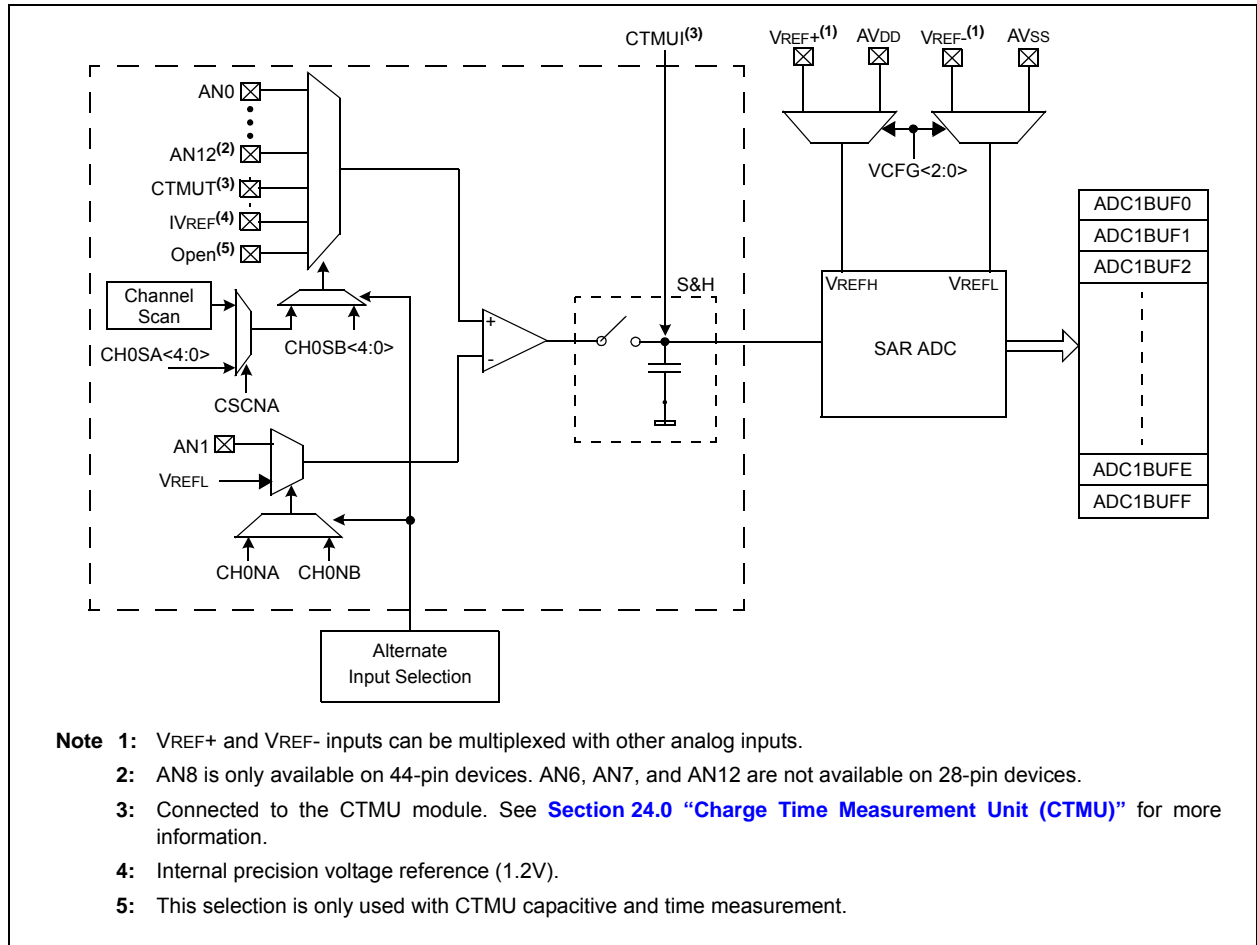 CTMUI(3)
VREF+(1) AVDD VREF-(1) AVSS
AN0
AN12(2)
CTMUT(3)
IVREF(4)
Open(5)
VCFG<2:0>
ADC1BUF0
ADC1BUF1
ADC1BUF2
S&H
VREFH VREFL
SAR ADC
Channel
Scan
CH0SA<4:0>
CH0SB<4:0>
+
-
CSCNA
AN1
VREFL
ADC1BUFE
ADC1BUFF
CH0NA CH0NB
Alternate
Input Selection
Note 1: VREF+ and VREF- inputs can be multiplexed with other analog inputs.
2: AN8 is only available on 44-pin devices. AN6, AN7, and AN12 are not available on 28-pin devices.
3: Connected to the CTMU module. See Section 24.0 “Charge Time Measurement Unit (CTMU)” for more
information.
4: Internal precision voltage reference (1.2V).
5: This selection is only used with CTMU capacitive and time measurement.